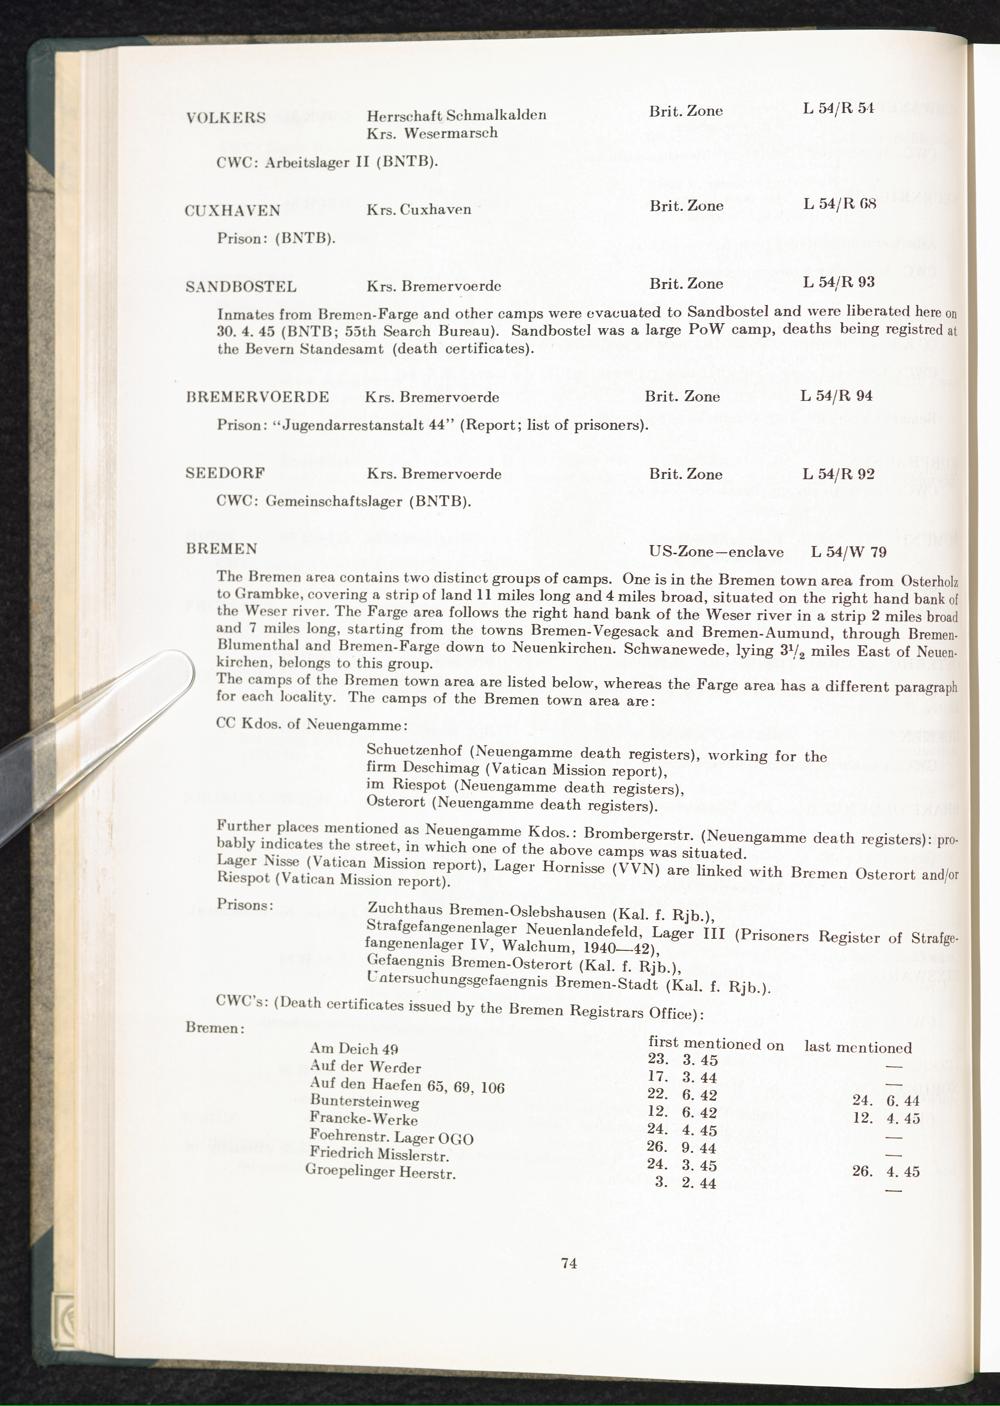 VOLKERS Herrschaft Schmalkalden Brit. Zone L 54/R 54
Krs. Wesermarsch
CWC: Arbeitslager II (BNTB).
CUXHAVEN Krs. Cuxhaven Brit. Zone L 54/R 68
Prison: (BNTB).
SANDBOSTEL Krs. Bremervoerde Brit. Zone L 54/R 93
Inmates from Bremen-Farge and other camps were evacuated to Sandbostel and were liberated here on
30. 4. 45 (BNTB; 55th Search Bureau). Sandbostel was a large PoW camp, deaths being registred at
the Bevern Standesamt (death certificates).
BREMERVOERDE Krs. Bremervoerde Brit. Zone L 54/R 94
Prison: “Jugendarrestanstalt 44” (Report; list of prisoners).
SEEDORF Krs. Bremervoerde Brit. Zone L 54/R 92
CWC: Gemeinschaftslager (BNTB).
BREMEN US-Zone—enclave L 54/W 79
The Bremen area contains two distinct groups of camps. One is in the Bremen town area from Osterholz
to Grambke, covering a strip of land 11 miles long and 4 miles broad, situated on the right hand bank of
the Weser river. The Farge area follows the right hand bank of the Weser river in a strip 2 miles broad
and 7 miles long, starting from the towns Bremen-Vegesack and Bremen-Aumund, through Bremen-
Blumenthal and Bremen-Farge down to Neuenkirchen. Schwanewede, lying 3½ miles East of Neuen-
kirchen, belongs to this group.
The camps of the Bremen town area are listed below, whereas the Farge area has a different paragraph
for each locality. The camps of the Bremen town area are:
CC Kdos. of Neuengamme:
Schuetzenhof (Neuengamme death registers), working for the
firm Deschimag (Vatican Mission report),
im Riespot (Neuengamme death registers),
Osterort (Neuengamme death registers).
Further places mentioned as Neuengamme Kdos.: Brombergerstr. (Neuengamme death registers): pro-
bably indicates the street, in which one of the above camps was situated.
Lager Nisse (Vatican Mission report), Lager Hornisse (VVN) are linked with Bremen Osterort and/or
Riespot (Vatican Mission report).
Prisons: Zuchthaus Bremen-Oslebshausen (Kal. f. Rjb.),
Strafgefangenenlager Neuenlandefeld, Lager III (Prisoners Register of Strafge-
fangenenlager IV, Walchum, 1940—42),
Gefaengnis Bremen-Osterort (Kal. f. Rjb.),
Untersuchungsgefaengnis Bremen-Stadt (Kal. f. Rjb.).
CWC's: (Death certificates issued by the Bremen Registrars Office):
Bremen: first mentioned on last mentioned
Am Deich 49 23. 3. 45 —
Auf der Werder 17. 3. 44 —
Auf den Haefen 65, 69, 106 22. 6. 42 24. 6. 44
Buntersteinweg 12. 6. 42 12. 4. 45
Francke-Werke 24. 4. 45 —
Foehrenstr. Lager OGO 26. 9. 44 —
Friedrich Misslerstr. 24. 3. 45 26. 4. 45
Groepelinger Heerstr. 3. 2. 44 —
74